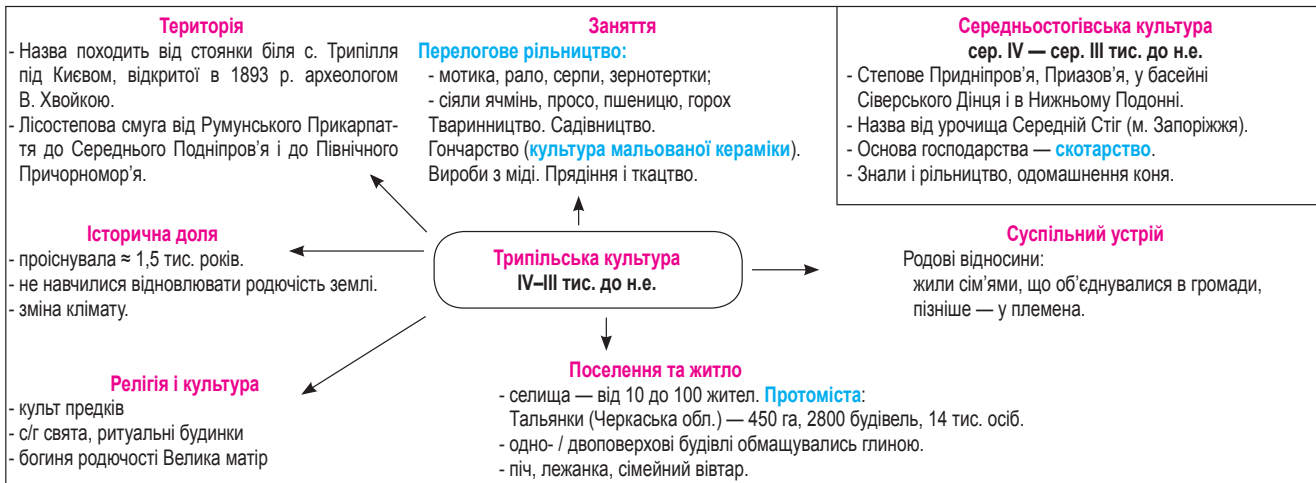 Територія
- Назва походить від стоянки біля с. Трипілля
під Києвом, відкритої в 1893 р. археологом
В. Хвойкою.
- Лісостепова смуга від Румунського Прикарпат-
тя до Середнього Подніпров’я і до Північного
Причорномор’я.
Заняття
Перелогове рільництво:
- мотика, рало, серпи, зернотертки;
- сіяли ячмінь, просо, пшеницю, горох
Тваринництво. Садівництво.
Гончарство (культура мальованої кераміки).
Вироби з міді. Прядіння і ткацтво.
Середньостогівська культура
сер. IV — сер. III тис. до н.е.
- Степове Придніпров’я, Приазов’я, у басейні
Сіверського Дінця і в Нижньому Подонні.
- Назва від урочища Середній Стіг (м. Запоріжжя).
- Основа господарства — скотарство.
- Знали і рільництво, одомашнення коня.
Історична доля
- проіснувала ≈ 1,5 тис. років.
- не навчилися відновлювати родючість землі.
- зміна клімату.
Трипільська культура
IV–III тис. до н.е.
Суспільний устрій
Родові відносини:
жили сім’ями, що об’єднувалися в громади,
пізніше — у племена.
Релігія і культура
- культ предків
- с/г свята, ритуальні будинки
- богиня родючості Велика матір
Поселення та житло
- селища — від 10 до 100 жител. Протоміста:
Тальянки (Черкаська обл.) — 450 га, 2800 будівель, 14 тис. осіб.
- одно- / двоповерхові будівлі обмащувались глиною.
- піч, лежанка, сімейний вівтар.